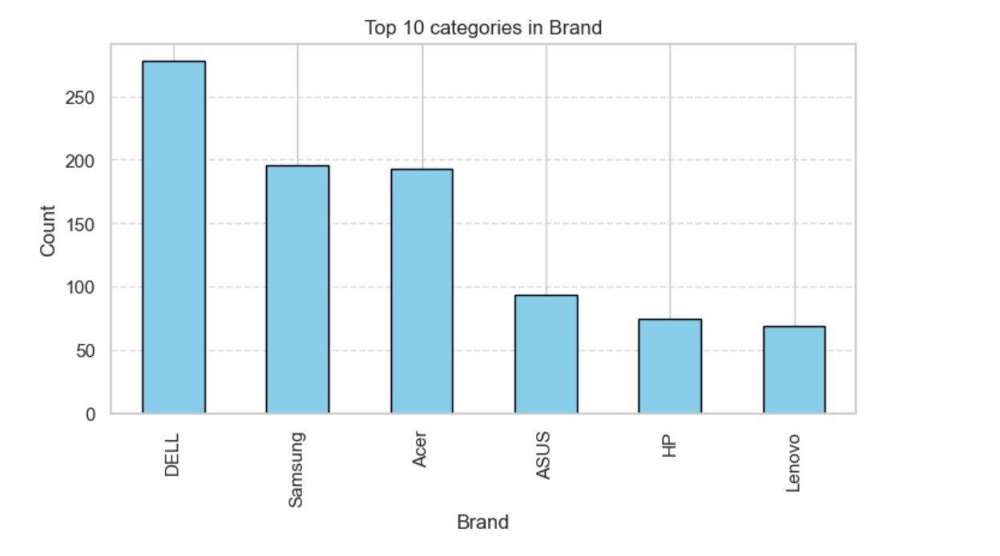 Top 10 categories in Brand
Count
250
200
150
100
50
0
DELL
Samsung
Acer
ASUS
HP
Lenovo
Brand